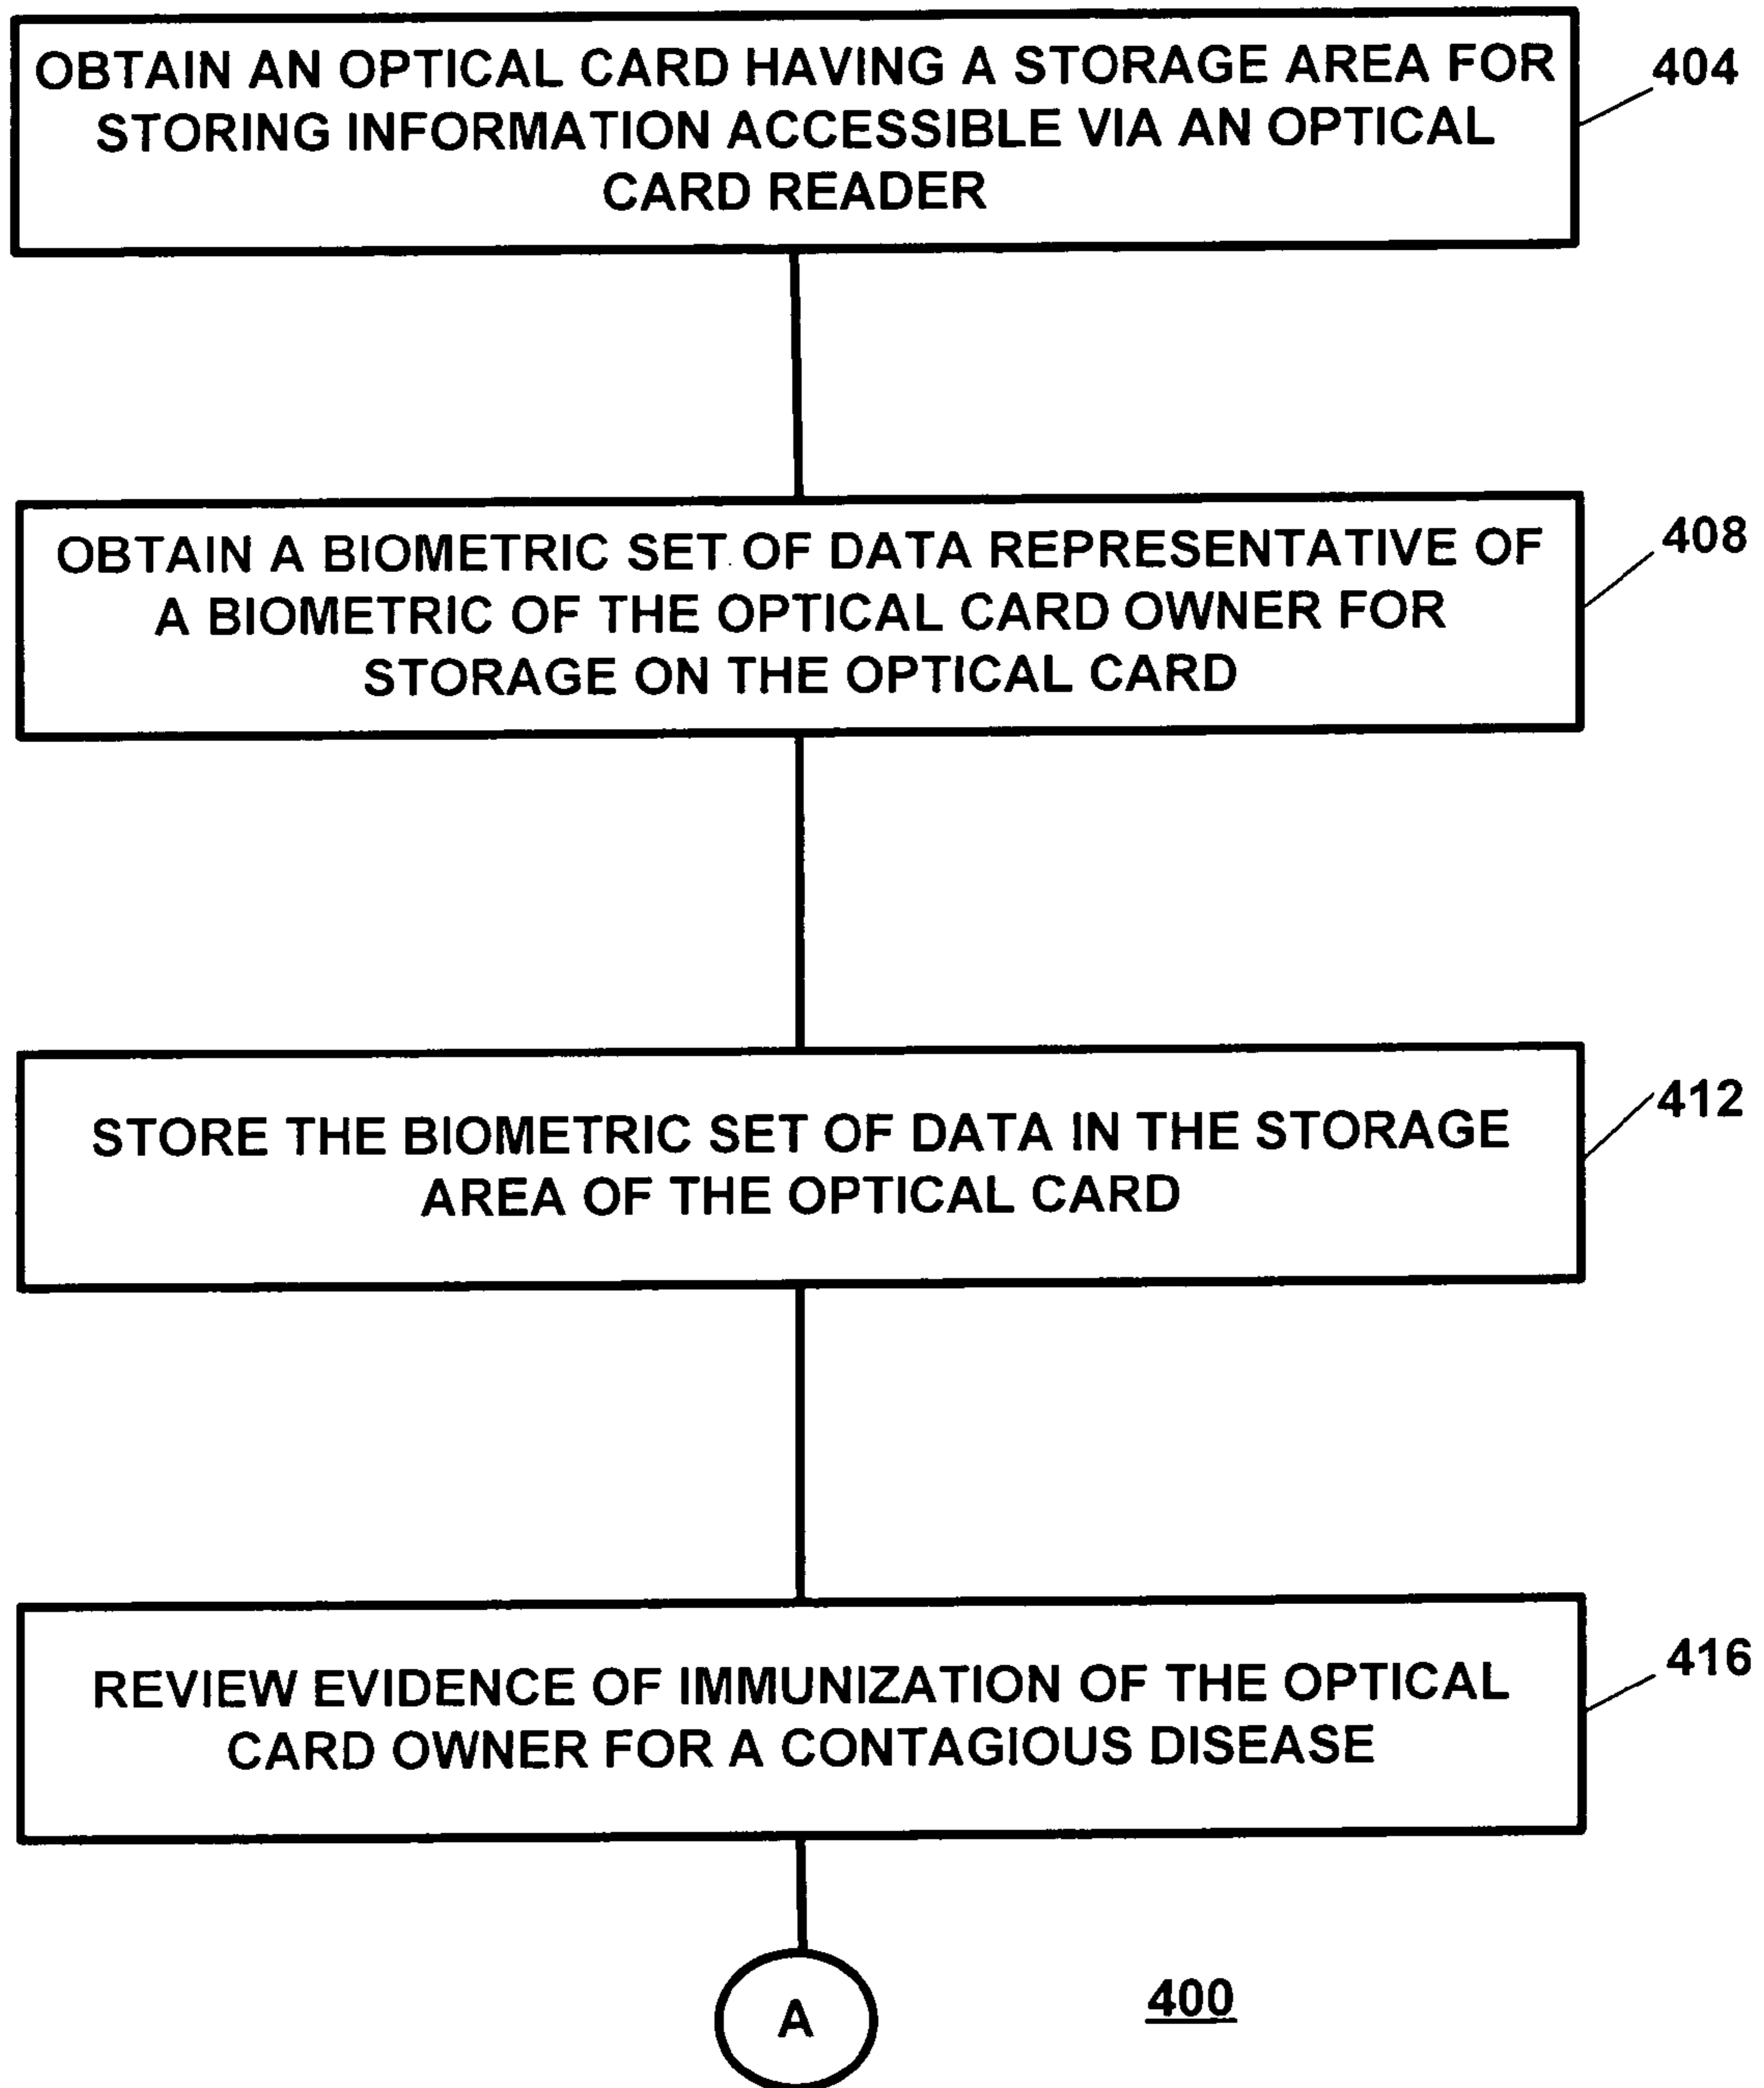 OBTAIN AN OPTICAL CARD HAVING A STORAGE AREA FOR
STORING INFORMATION ACCESSIBLE VIA AN OPTICAL
CARD READER
404
OBTAIN A BIOMETRIC SET OF DATA REPRESENTATIVE OF
A BIOMETRIC OF THE OPTICAL CARD OWNER FOR
STORAGE ON THE OPTICAL CARD
408
STORE THE BIOMETRIC SET OF DATA IN THE STORAGE
AREA OF THE OPTICAL CARD
412
REVIEW EVIDENCE OF IMMUNIZATION OF THE OPTICAL
CARD OWNER FOR A CONTAGIOUS DISEASE
416
A
400